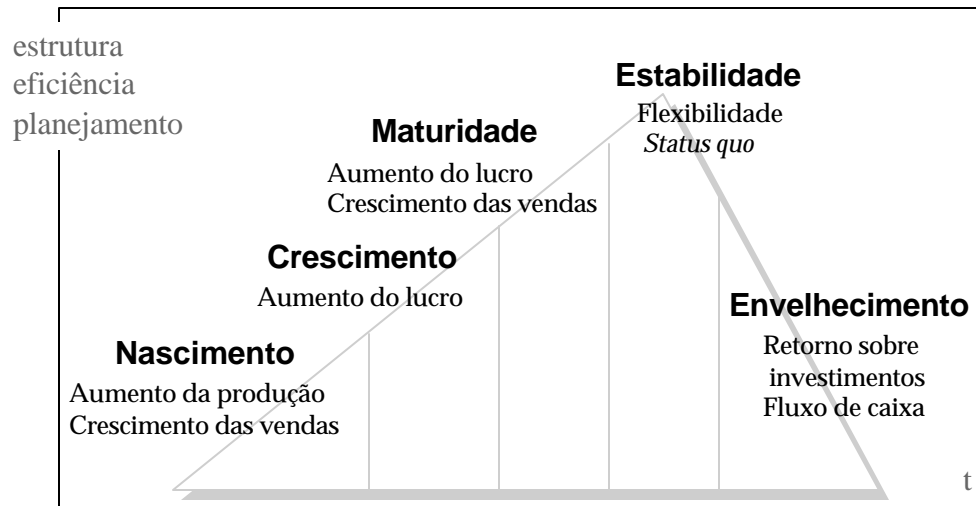 estrutura
eficiência
planejamento
Estabilidade
Flexibilidade
Status quo
Maturidade
Aumento do lucro
Crescimento das vendas
Crescimento
Aumento do lucro
Envelhecimento
Retorno sobre
investimentos
Fluxo de caixa
Nascimento
Aumento da produção
Crescimento das vendas
t